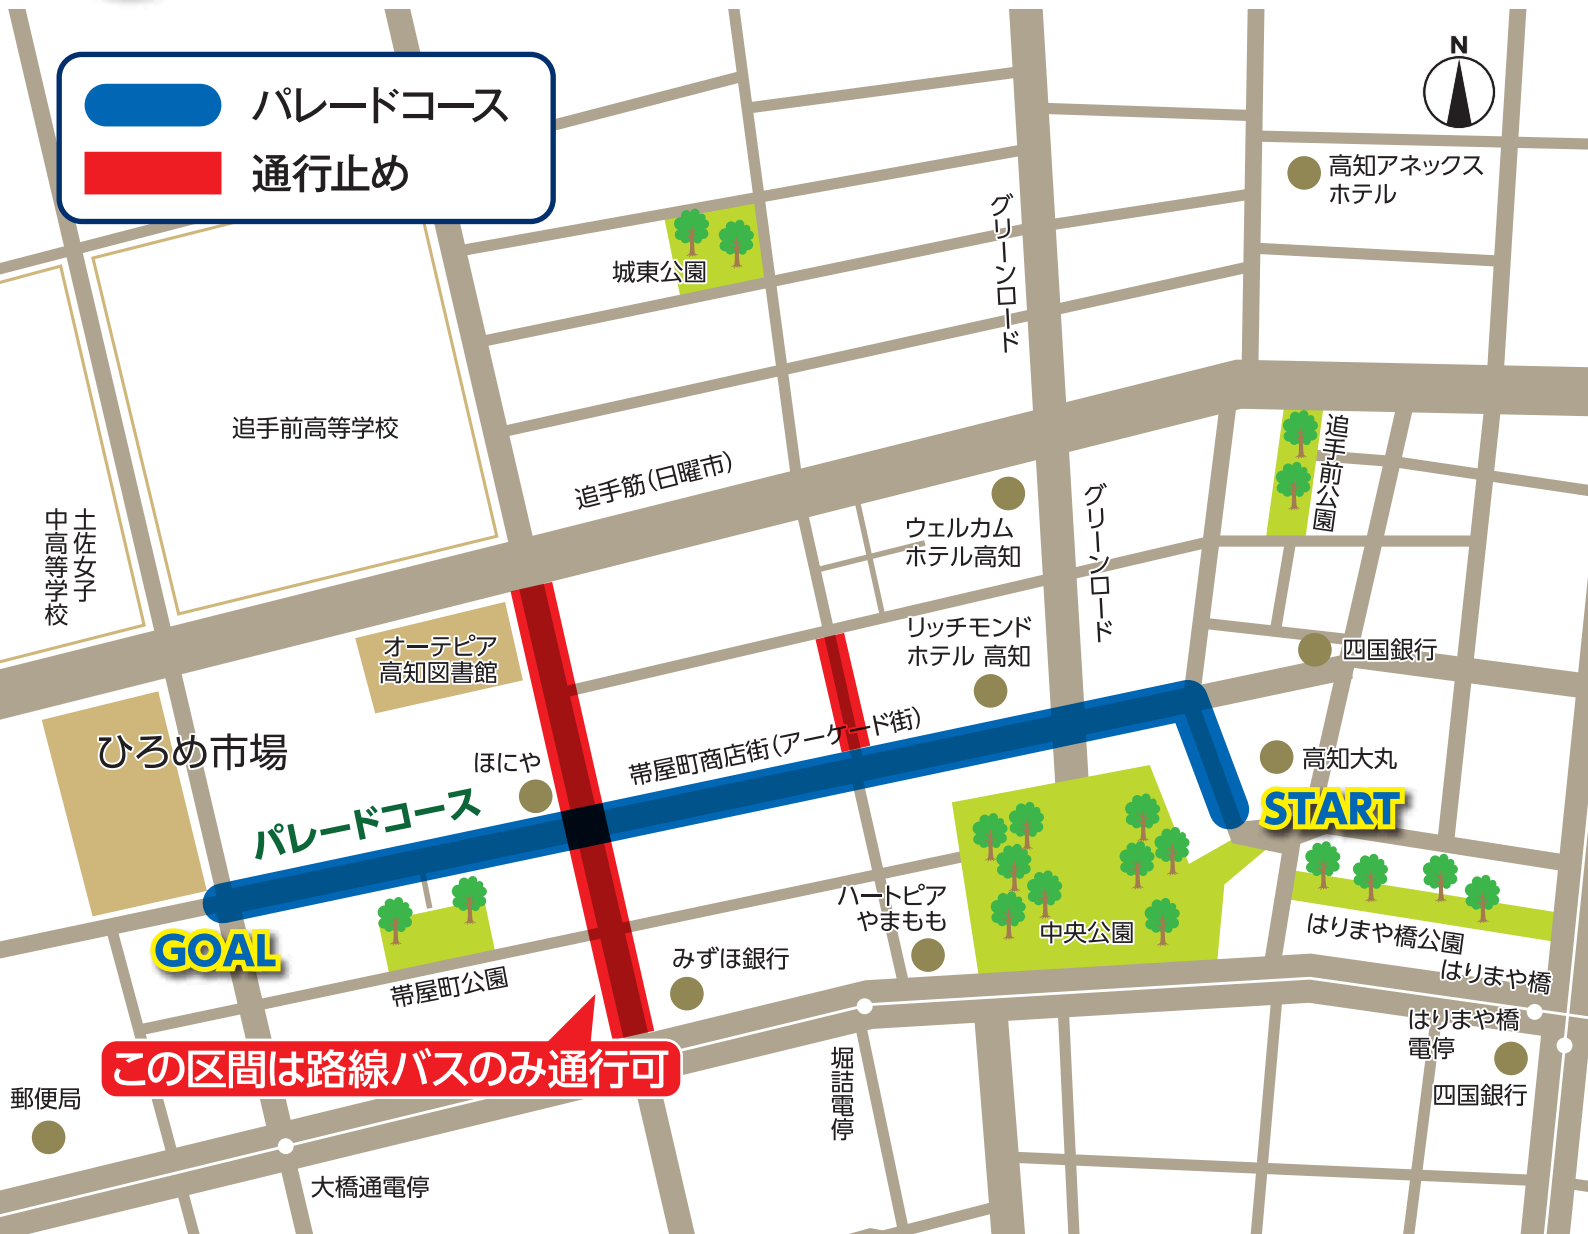 パレードコース
通行止め
N
高知アネックス
ホテル
グリーンロード
城東公園
追手前高等学校
追手筋(日曜市)
追手前公園
土佐女子
中高等学校
ウェルカム
ホテル高知
グリーンロード
リッチモンド
ホテル 高知
四国銀行
オーテピア
高知図書館
ひろめ市場
ほにや
帯屋町商店街(アーケード街)
高知大丸
START
パレードコース
ハートピア
やまもも
中央公園
はりまや橋公園
GOAL
みずほ銀行
帯屋町公園
はりまや橋
はりまや橋
電停
四国銀行
この区間は路線バスのみ通行可
堀詰電停
郵便局
大橋通電停